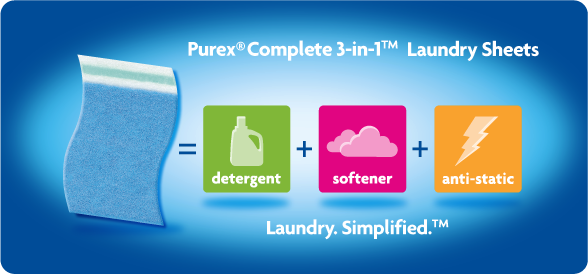 Purex® Complete 3-in-1™ Laundry Sheets
= detergent + softener + anti-static
Laundry. Simplified.™